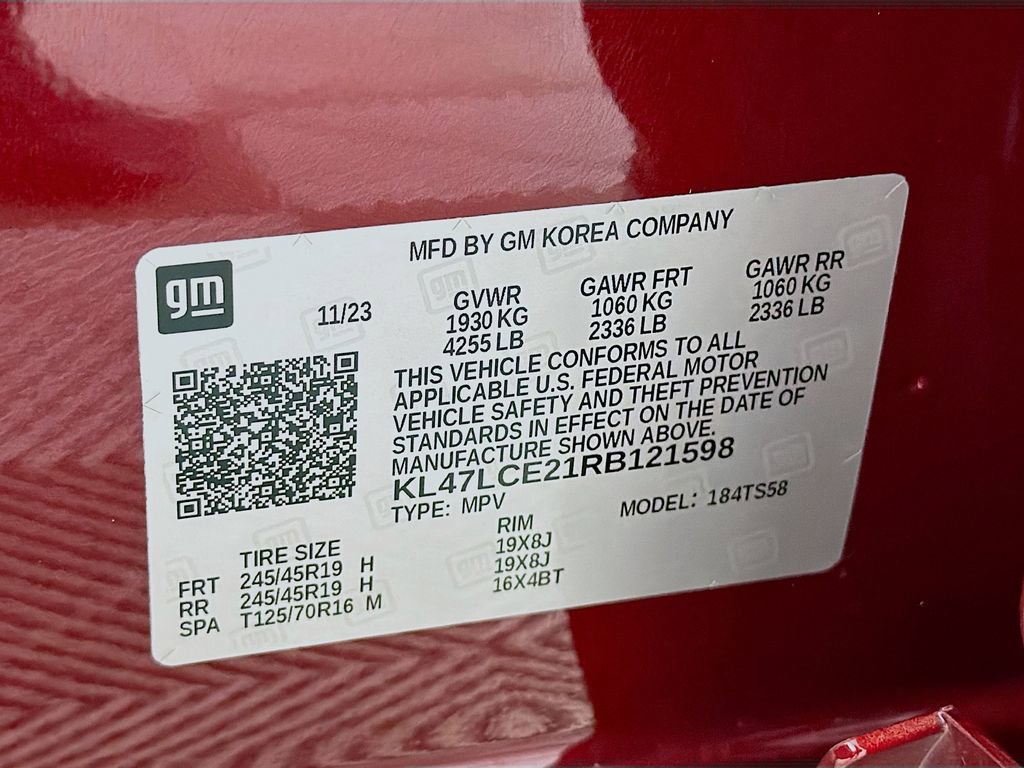 MFD BY GM KOREA COMPANY
gm
11/23 GVWR GAWR FRT GAWR RR
1930 KG 1060 KG 1060 KG
4255 LB 2336 LB 2336 LB
THIS VEHICLE CONFORMS TO ALL
APPLICABLE U.S. FEDERAL MOTOR
VEHICLE SAFETY AND THEFT PREVENTION
STANDARDS IN EFFECT ON THE DATE OF
MANUFACTURE SHOWN ABOVE.
KL47LCE21RB121598
TYPE: MPV MODEL: 184TS58
TIRE SIZE RIM
FRT 245/45R19 H 19X8J
RR 245/45R19 H 19X8J
SPA T125/70R16 M 16X4BT